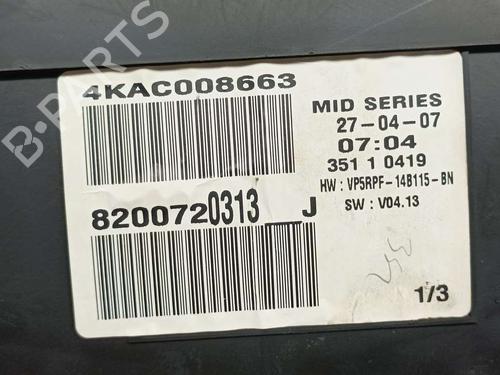 B-PARTS
4KAC008663
MID SERIES
27-04-07
07:04
351 1 0419
HW : VP5RPF-14B115-BN
SW : V04.13
8200720313__J
1/3